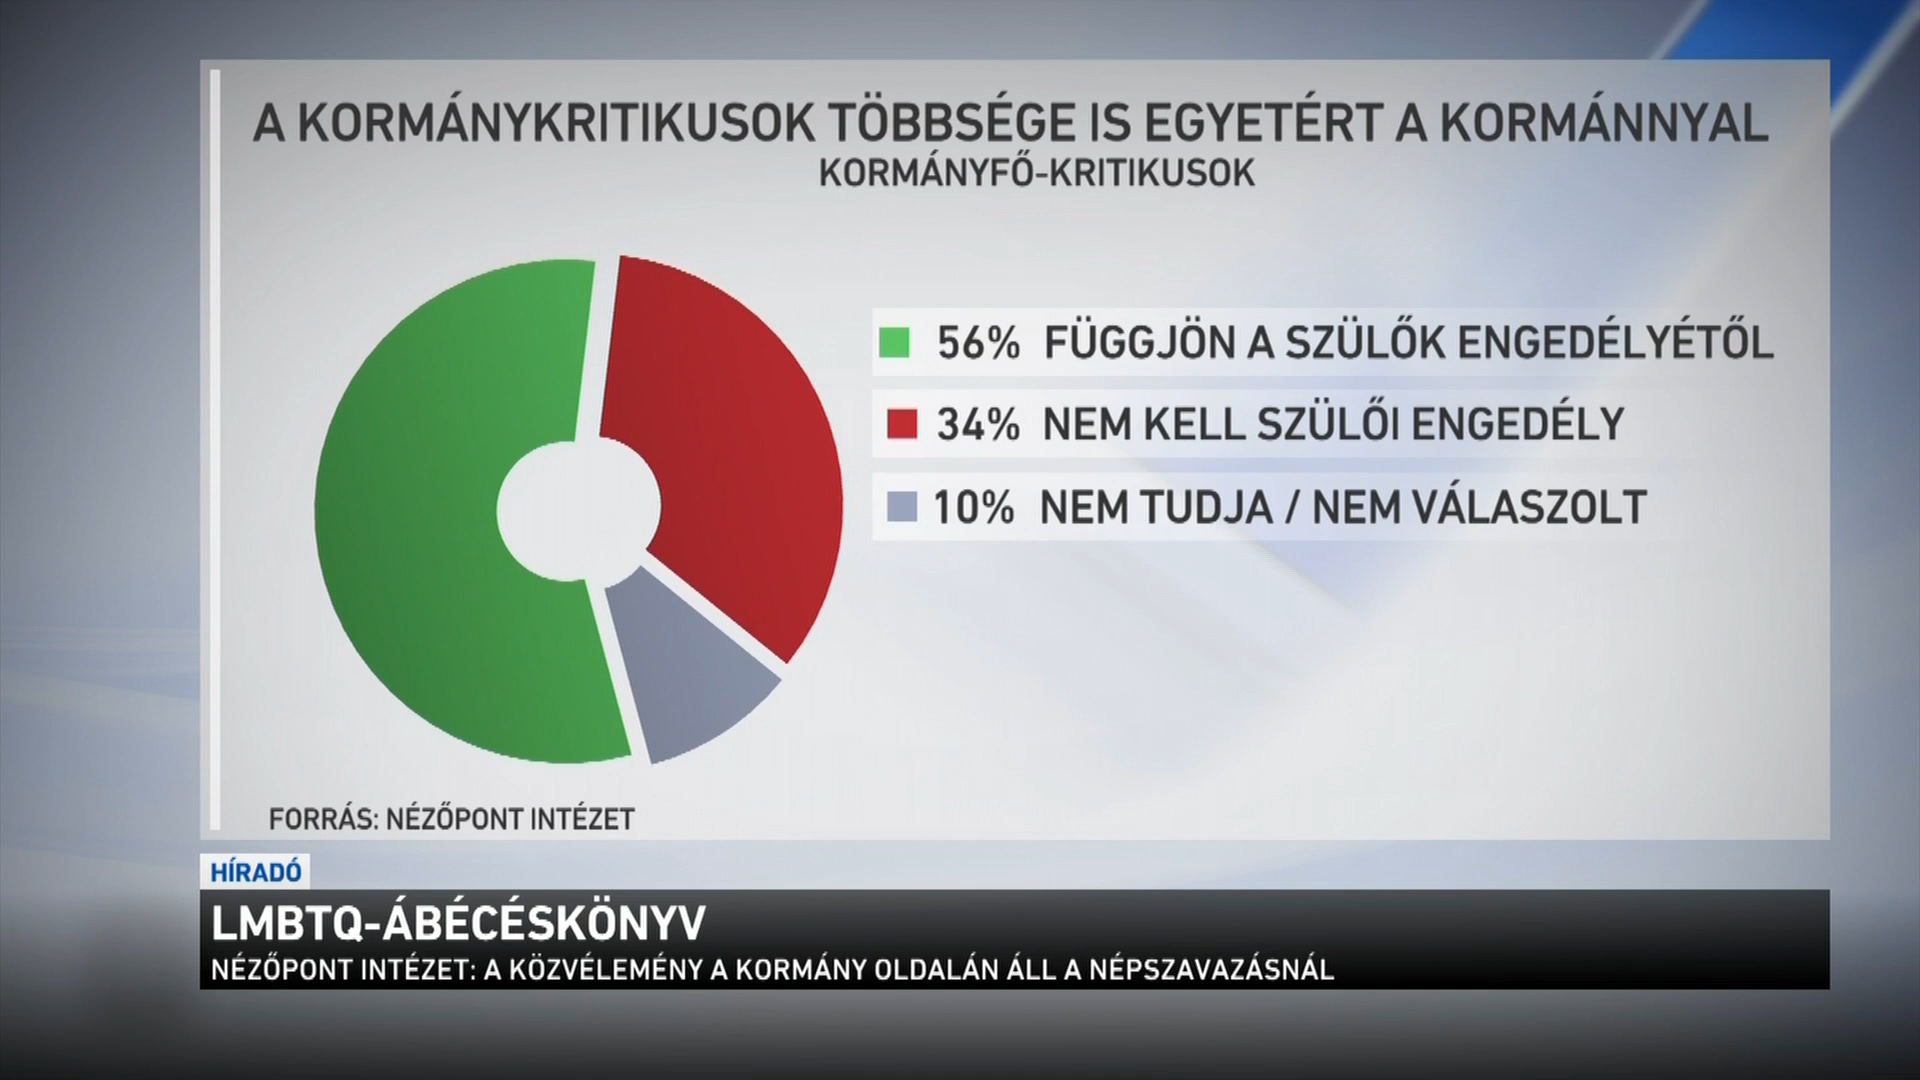 A KORMÁNYKRITIKUSOK TÖBBSÉGE IS EGYETÉRT A KORMÁNNYAL
KORMÁNYFŐ-KRITIKUSOK
56% FÜGGJÖN A SZÜLŐK ENGEDÉLYÉTŐL
34% NEM KELL SZÜLŐI ENGEDÉLY
10% NEM TUDJA / NEM VÁLASZOLT
FORRÁS: NÉZŐPONT INTÉZET
HÍRADÓ
LMBTQ-ÁBÉCÉSKÖNYV
NÉZŐPONT INTÉZET: A KÖZVÉLEMÉNY A KORMÁNY OLDALÁN ÁLL A NÉPSZAVAZÁSNÁL